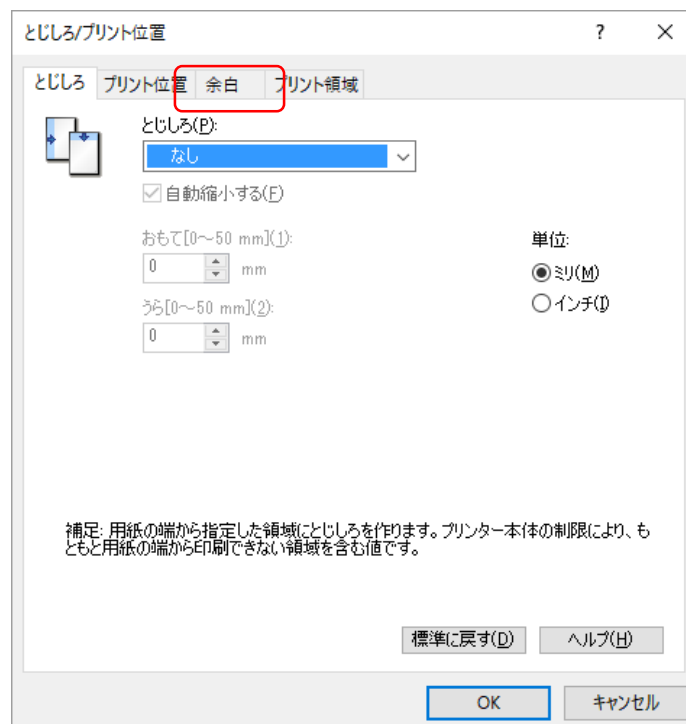 とじしろ/プリント位置 ? ×
とじしろ プリント位置 余白 プリント領域
とじしろ(P):
なし
自動縮小する(F)
おもて[0～50 mm](1):
単位:
0 mm
ミリ(M)
うら[0～50 mm](2):
インチ(I)
0 mm
補足: 用紙の端から指定した領域にとじしろを作ります。プリンター本体の制限により、も
ともと用紙の端から印刷できない領域を含む値です。
標準に戻す(D) ヘルプ(H)
OK キャンセル